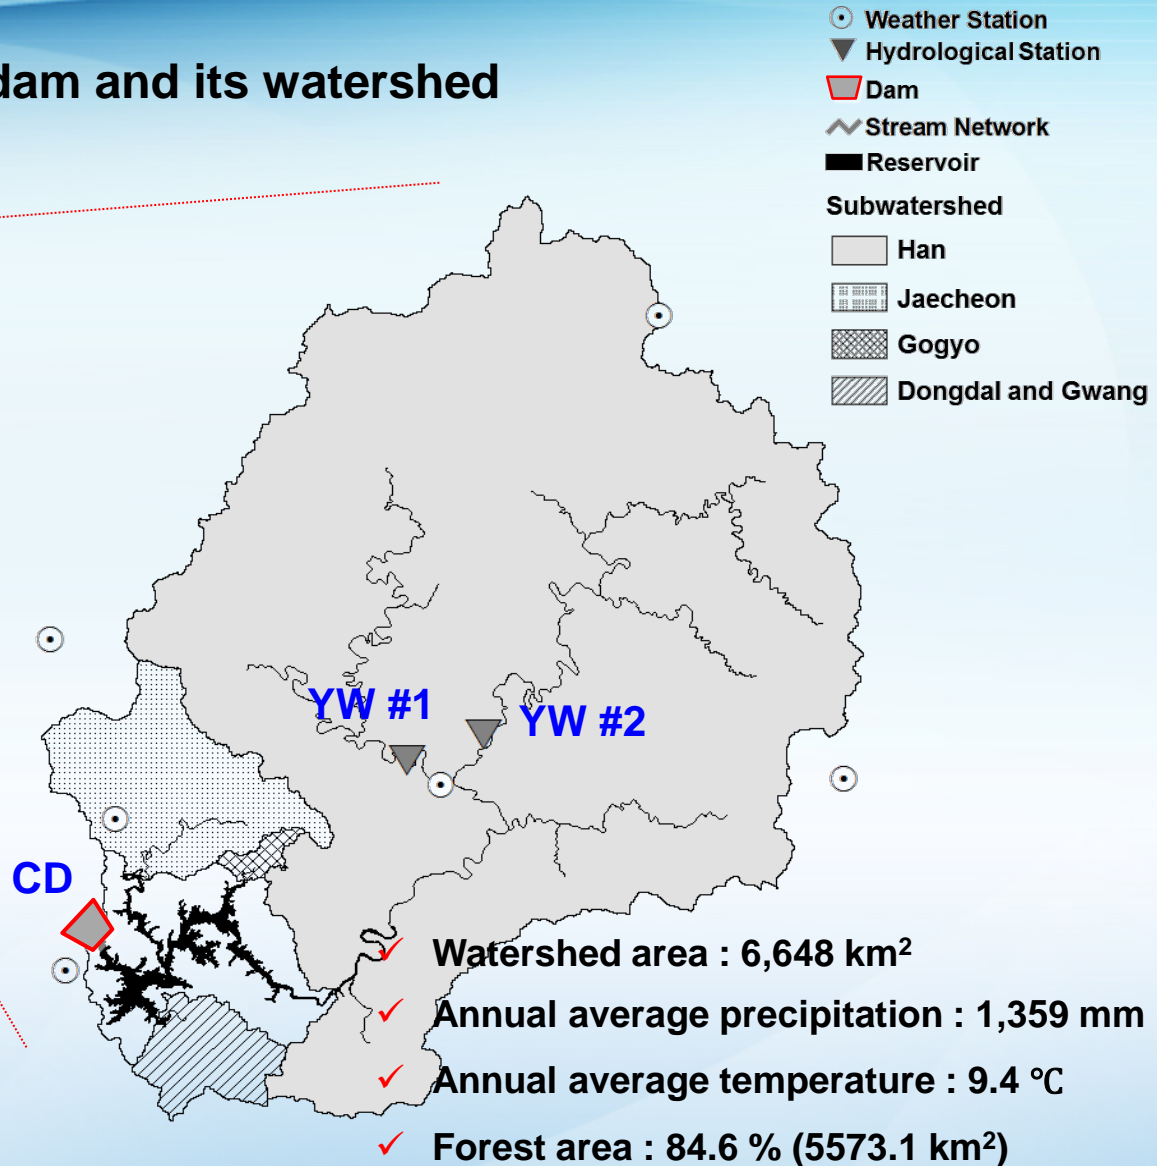 dam and its watershed
Weather Station
Hydrological Station
Dam
Stream Network
Reservoir
Subwatershed
Han
Jaecheon
Gogyo
Dongdal and Gwang
YW #1
YW #2
CD
✓ Watershed area : 6,648 km²
✓ Annual average precipitation : 1,359 mm
✓ Annual average temperature : 9.4 ℃
✓ Forest area : 84.6 % (5573.1 km²)